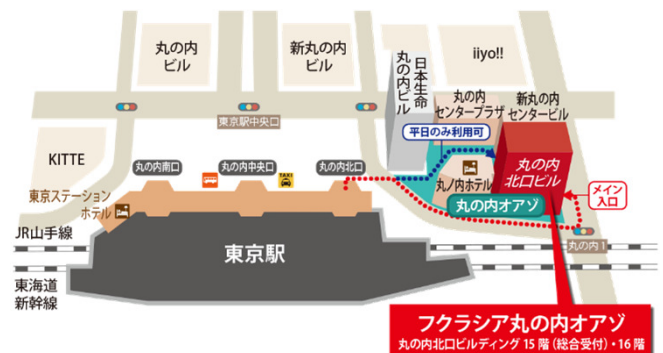 丸の内
ビル
新丸の内
ビル
日本生命
丸の内ビル
iiyo!!
丸の内
センタープラザ
新丸の内
センタービル
東京駅中央口
平日のみ利用可
KITTE
丸の内南口
丸の内中央口
丸の内北口
TAXI
丸の内
北口ビル
丸ノ内ホテル
メイン
入口
東京ステーション
ホテル
丸の内オアゾ
JR山手線
丸の内1
東京駅
東海道
新幹線
フクラシア丸の内オアゾ
丸の内北口ビルディング 15階（総合受付）・16階